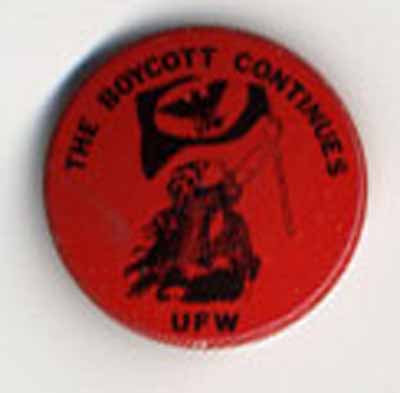 THE BOYCOTT CONTINUES
UFW